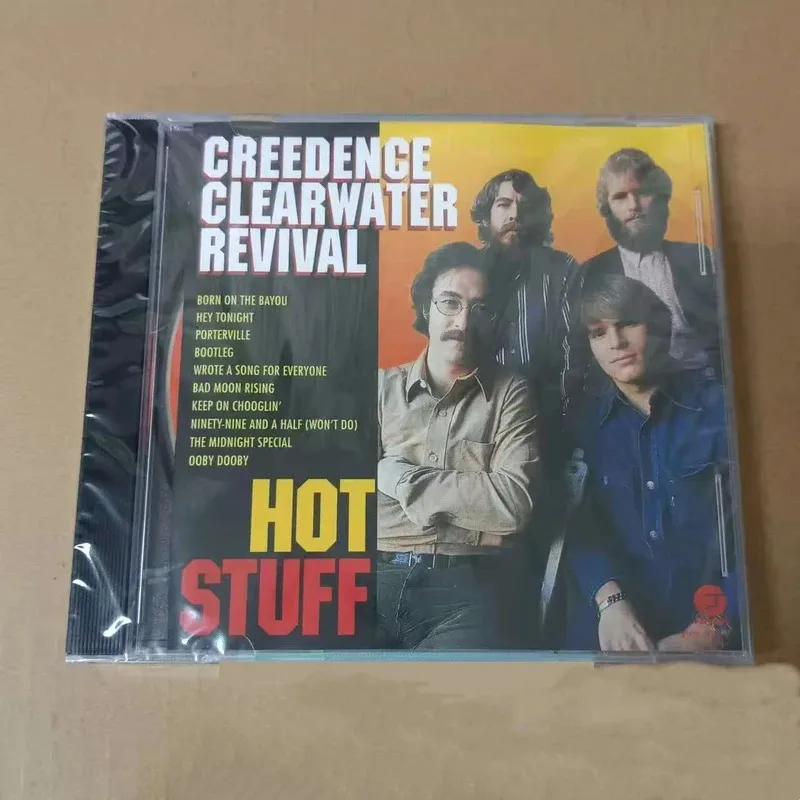 CREEDENCE
CLEARWATER
REVIVAL
BORN ON THE BAYOU
HEY TONIGHT
PORTERVILLE
BOOTLEG
WROTE A SONG FOR EVERYONE
BAD MOON RISING
KEEP ON CHOOGLIN'
NINETY-NINE AND A HALF (WON'T DO)
THE MIDNIGHT SPECIAL
OOBY DOOBY
HOT
STUFF